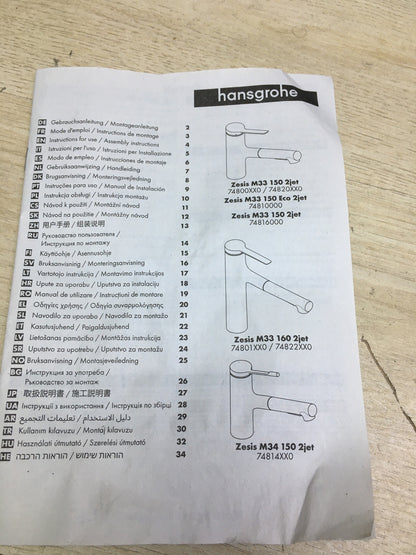 hansgrohe
DE Gebrauchsanleitung / Montageanleitung 2
FR Mode d'emploi / Instructions de montage 3
EN Instructions for use / Assembly instructions 4
IT Istruzioni per l'uso / Istruzioni per Installazione 5
ES Modo de empleo / Instrucciones de montaje 6
NL Gebruiksaanwijzing / Handleiding 7
DK Brugsanvisning / Monteringsvejledning 8
PT Instruções para uso / Manual de Instalación 9
PL Instrukcja obsługi / Instrukcja montażu 10
CS Návod k použití / Montážní návod 11
SK Návod na použitie / Montážny návod 12
ZH 用户手册 / 组装说明 13
RU Руководство пользователя /
Инструкция по монтажу 14
FI Käyttöohje / Asennusohje 15
SV Bruksanvisning / Monteringsanvisning 16
LT Vartotojo instrukcija / Montavimo instrukcijos 17
HR Upute za uporabu / Uputstva za instalaciju 18
RO Manual de utilizare / Instrucţiuni de montare 19
EL Οδηγίες χρήσης / Οδηγία συναρμολόγησης 20
SL Navodilo za uporabo / Navodila za montažo 21
ET Kasutusjuhend / Paigaldusjuhend 22
LV Lietošanas pamācība / Montāžas instrukcija 23
SR Uputstvo za upotrebu / Uputstvo za montažu 24
NO Bruksanvisning / Montasjeveiledning 25
BG Инструкция за употреба /
Ръководство за монтаж 26
JP 取扱説明書 / 施工説明書 27
UA Інструкції з використання / Інструкція по збірці 28
AR دليل الاستخدام / تعليمات التجميع 29
TR Kullanım kılavuzu / Montaj kılavuzu 30
HU Használati útmutató / Szerelési útmutató 32
HE הוראות שימוש / הוראות הרכבה 34
Zesis M33 150 2jet
74800XX0 / 74820XX0
Zesis M33 150 Eco 2jet
74810000
Zesis M33 150 2jet
74816000
Zesis M33 160 2jet
74801XX0 / 74822XX0
Zesis M34 150 2jet
74814XX0